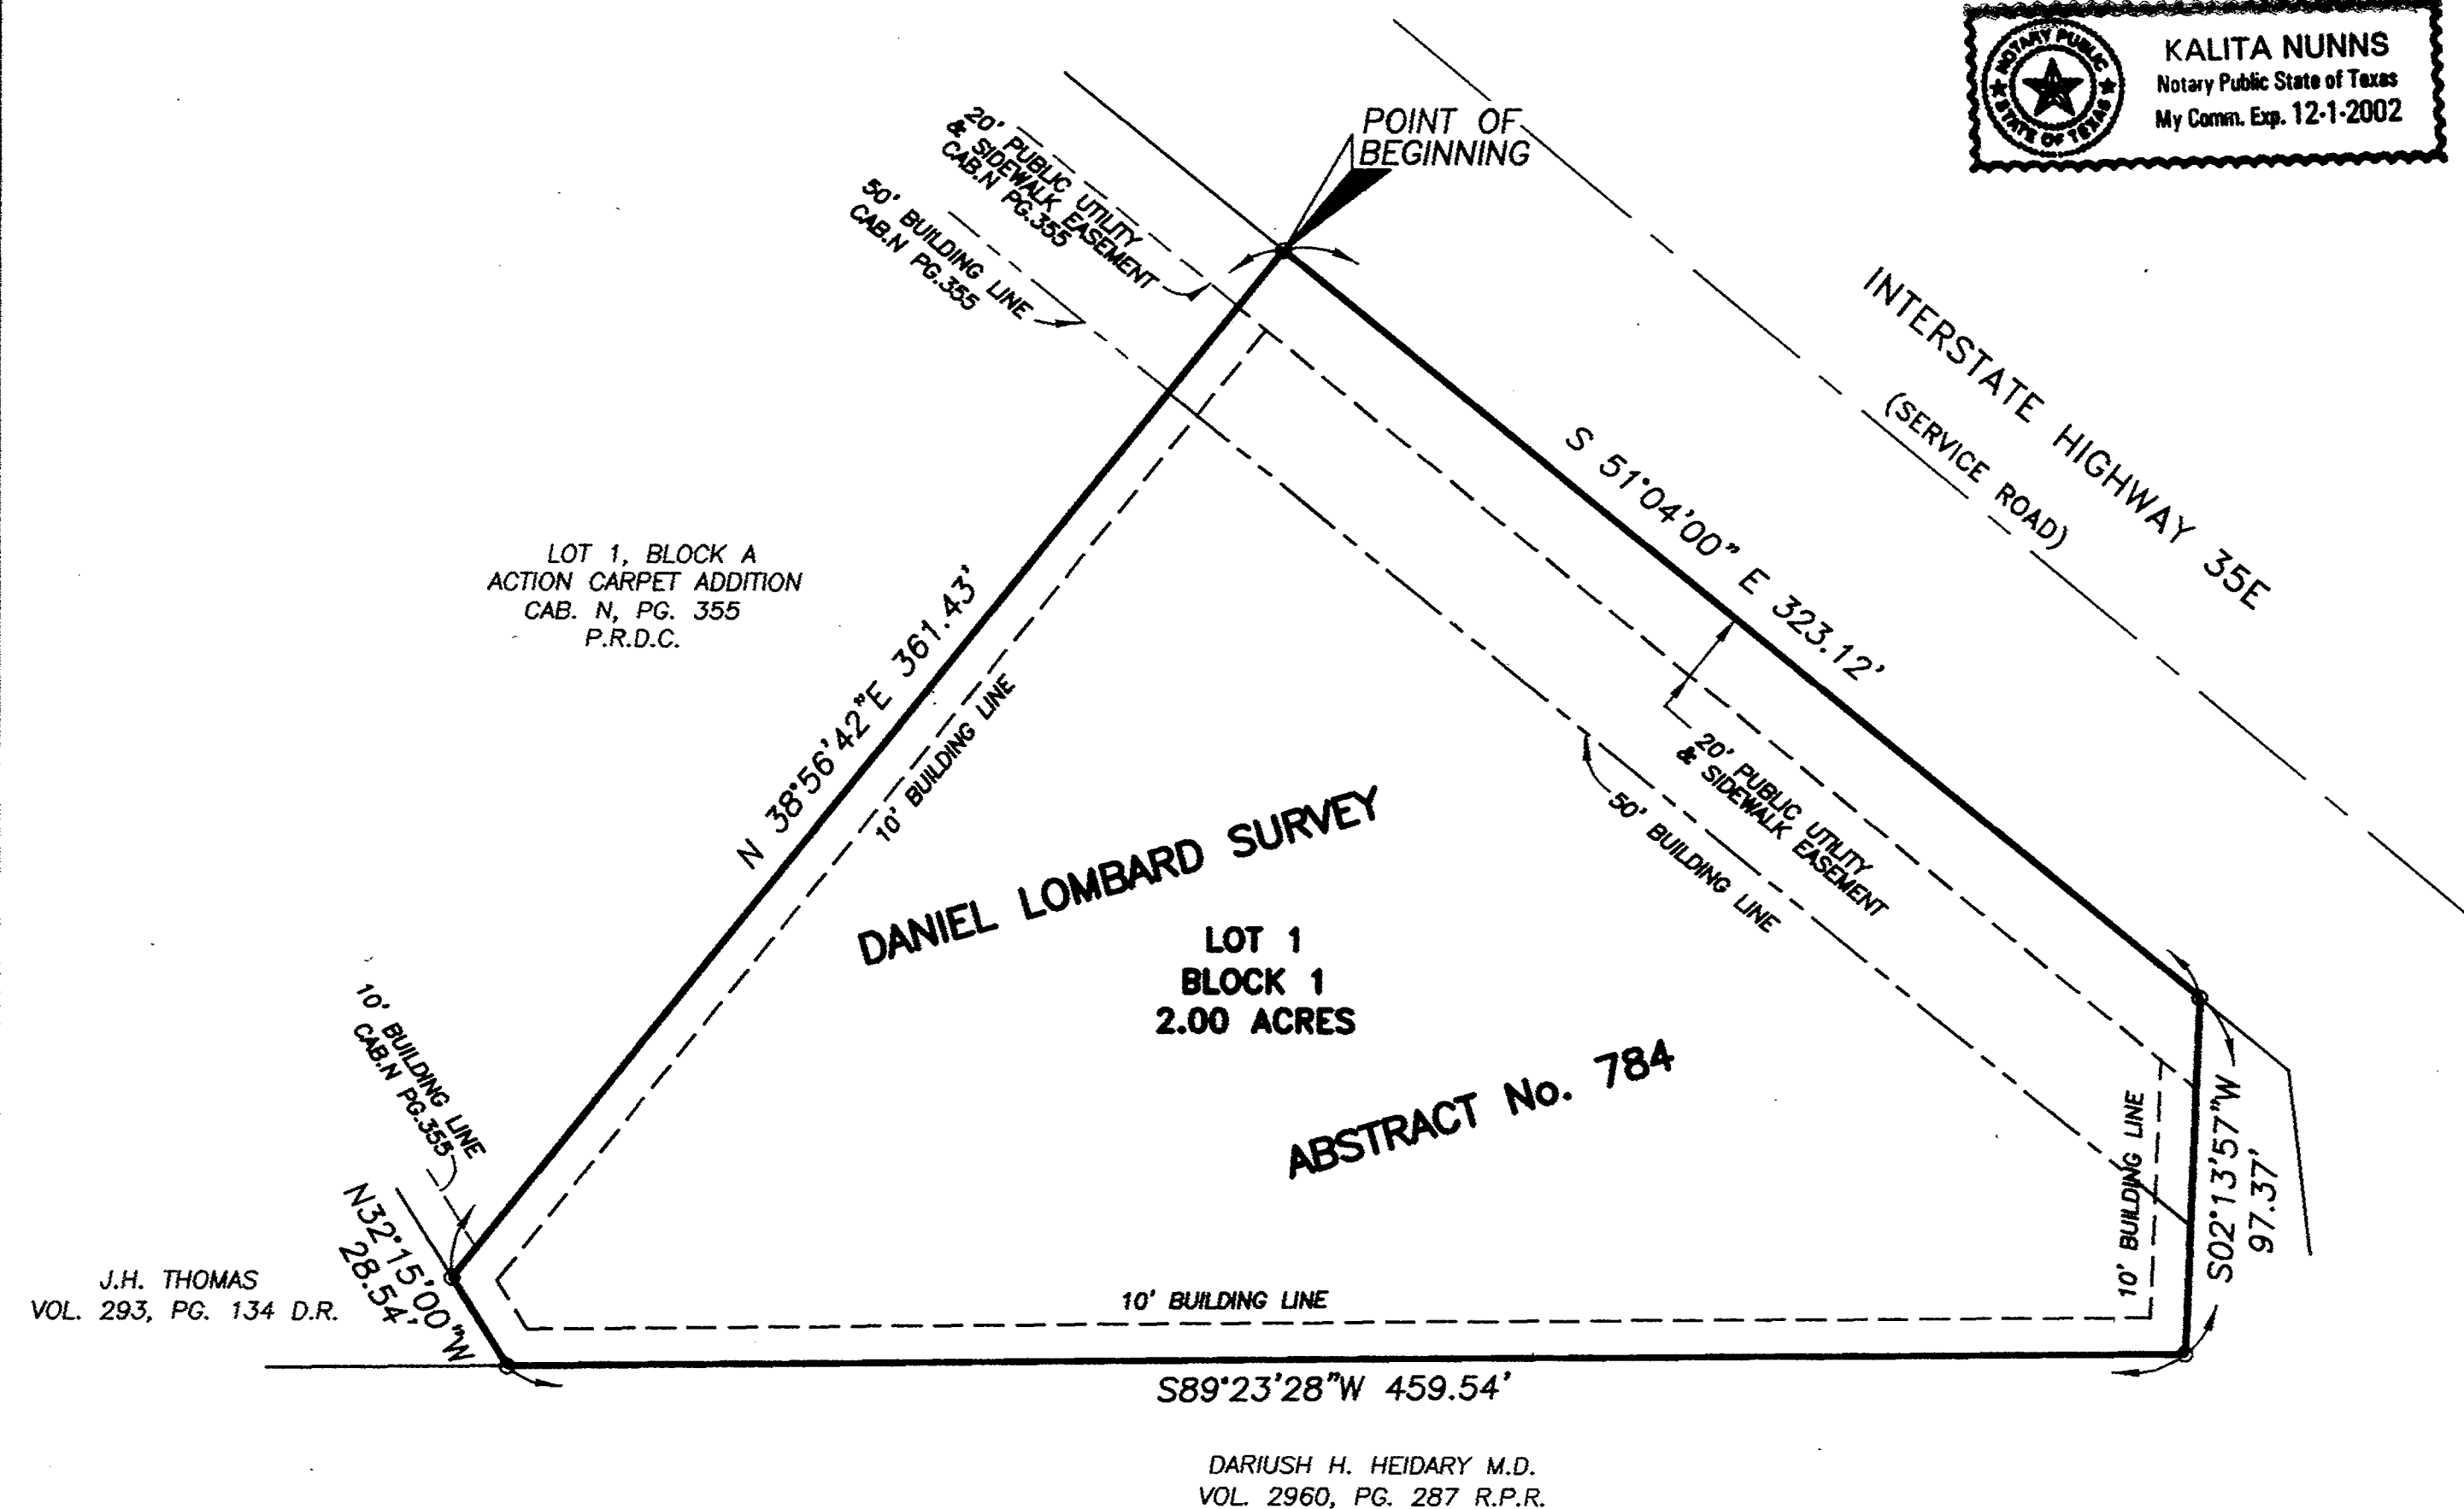 NOTARY PUBLIC
STATE OF TEXAS
KALITA NUNNS
Notary Public State of Texas
My Comm. Exp. 12-1-2002
POINT OF
BEGINNING
20' PUBLIC UTILITY
& SIDEWALK EASEMENT
CAB.N PG.355
50' BUILDING LINE
CAB.N PG.355
INTERSTATE HIGHWAY 35E
(SERVICE ROAD)
S 51°04'00" E 323.12'
LOT 1, BLOCK A
ACTION CARPET ADDITION
CAB. N, PG. 355
P.R.D.C.
N 38°56'42"E 361.43'
10' BUILDING LINE
20' PUBLIC UTILITY
& SIDEWALK EASEMENT
50' BUILDING LINE
DANIEL LOMBARD SURVEY
LOT 1
BLOCK 1
2.00 ACRES
ABSTRACT No. 784
10' BUILDING LINE
CAB.N PG.355
N32°15'00"W
28.54'
J.H. THOMAS
VOL. 293, PG. 134 D.R.
10' BUILDING LINE
10' BUILDING LINE
S02°13'57"W
97.37'
S89°23'28"W 459.54'
DARIUSH H. HEIDARY M.D.
VOL. 2960, PG. 287 R.P.R.